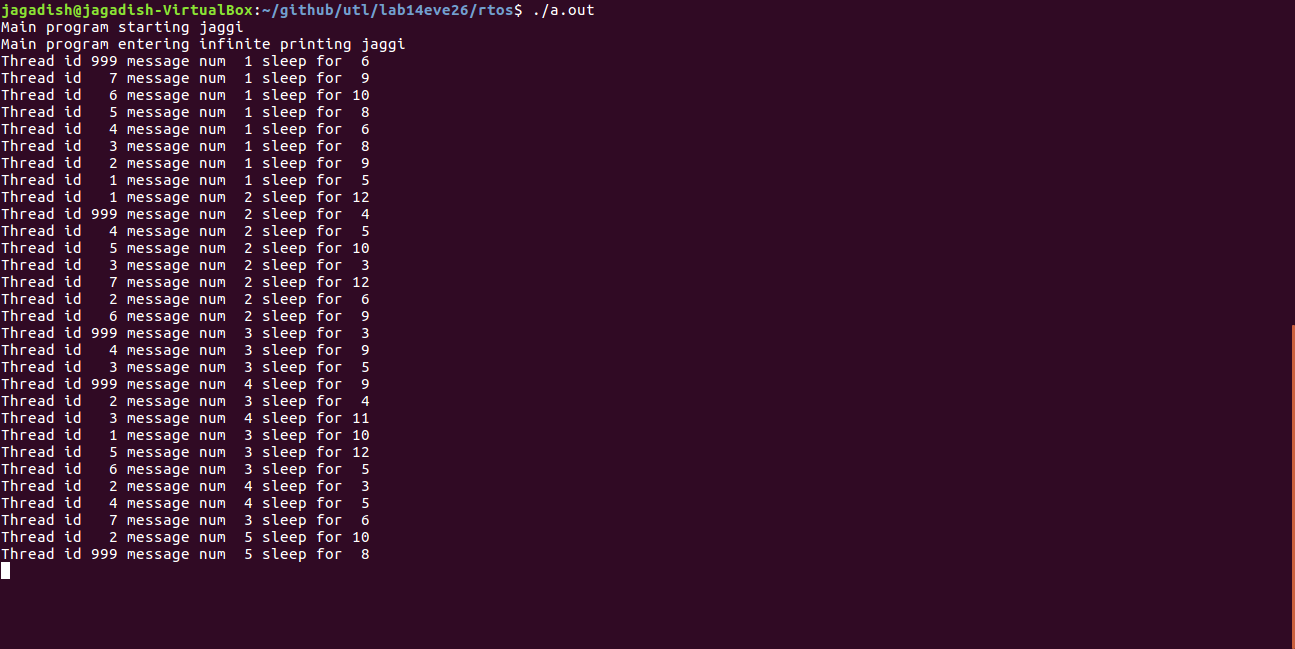 jagadish@jagadish-VirtualBox:~/github/utl/lab14eve26/rtos$ ./a.out
Main program starting jaggi
Main program entering infinite printing jaggi
Thread id 999 message num  1 sleep for  6
Thread id   7 message num  1 sleep for  9
Thread id   6 message num  1 sleep for 10
Thread id   5 message num  1 sleep for  8
Thread id   4 message num  1 sleep for  6
Thread id   3 message num  1 sleep for  8
Thread id   2 message num  1 sleep for  9
Thread id   1 message num  1 sleep for  5
Thread id   1 message num  2 sleep for 12
Thread id 999 message num  2 sleep for  4
Thread id   4 message num  2 sleep for  5
Thread id   5 message num  2 sleep for 10
Thread id   3 message num  2 sleep for  3
Thread id   7 message num  2 sleep for 12
Thread id   2 message num  2 sleep for  6
Thread id   6 message num  2 sleep for  9
Thread id 999 message num  3 sleep for  3
Thread id   4 message num  3 sleep for  9
Thread id   3 message num  3 sleep for  5
Thread id 999 message num  4 sleep for  9
Thread id   2 message num  3 sleep for  4
Thread id   3 message num  4 sleep for 11
Thread id   1 message num  3 sleep for 10
Thread id   5 message num  3 sleep for 12
Thread id   6 message num  3 sleep for  5
Thread id   2 message num  4 sleep for  3
Thread id   4 message num  4 sleep for  5
Thread id   7 message num  3 sleep for  6
Thread id   2 message num  5 sleep for 10
Thread id 999 message num  5 sleep for  8